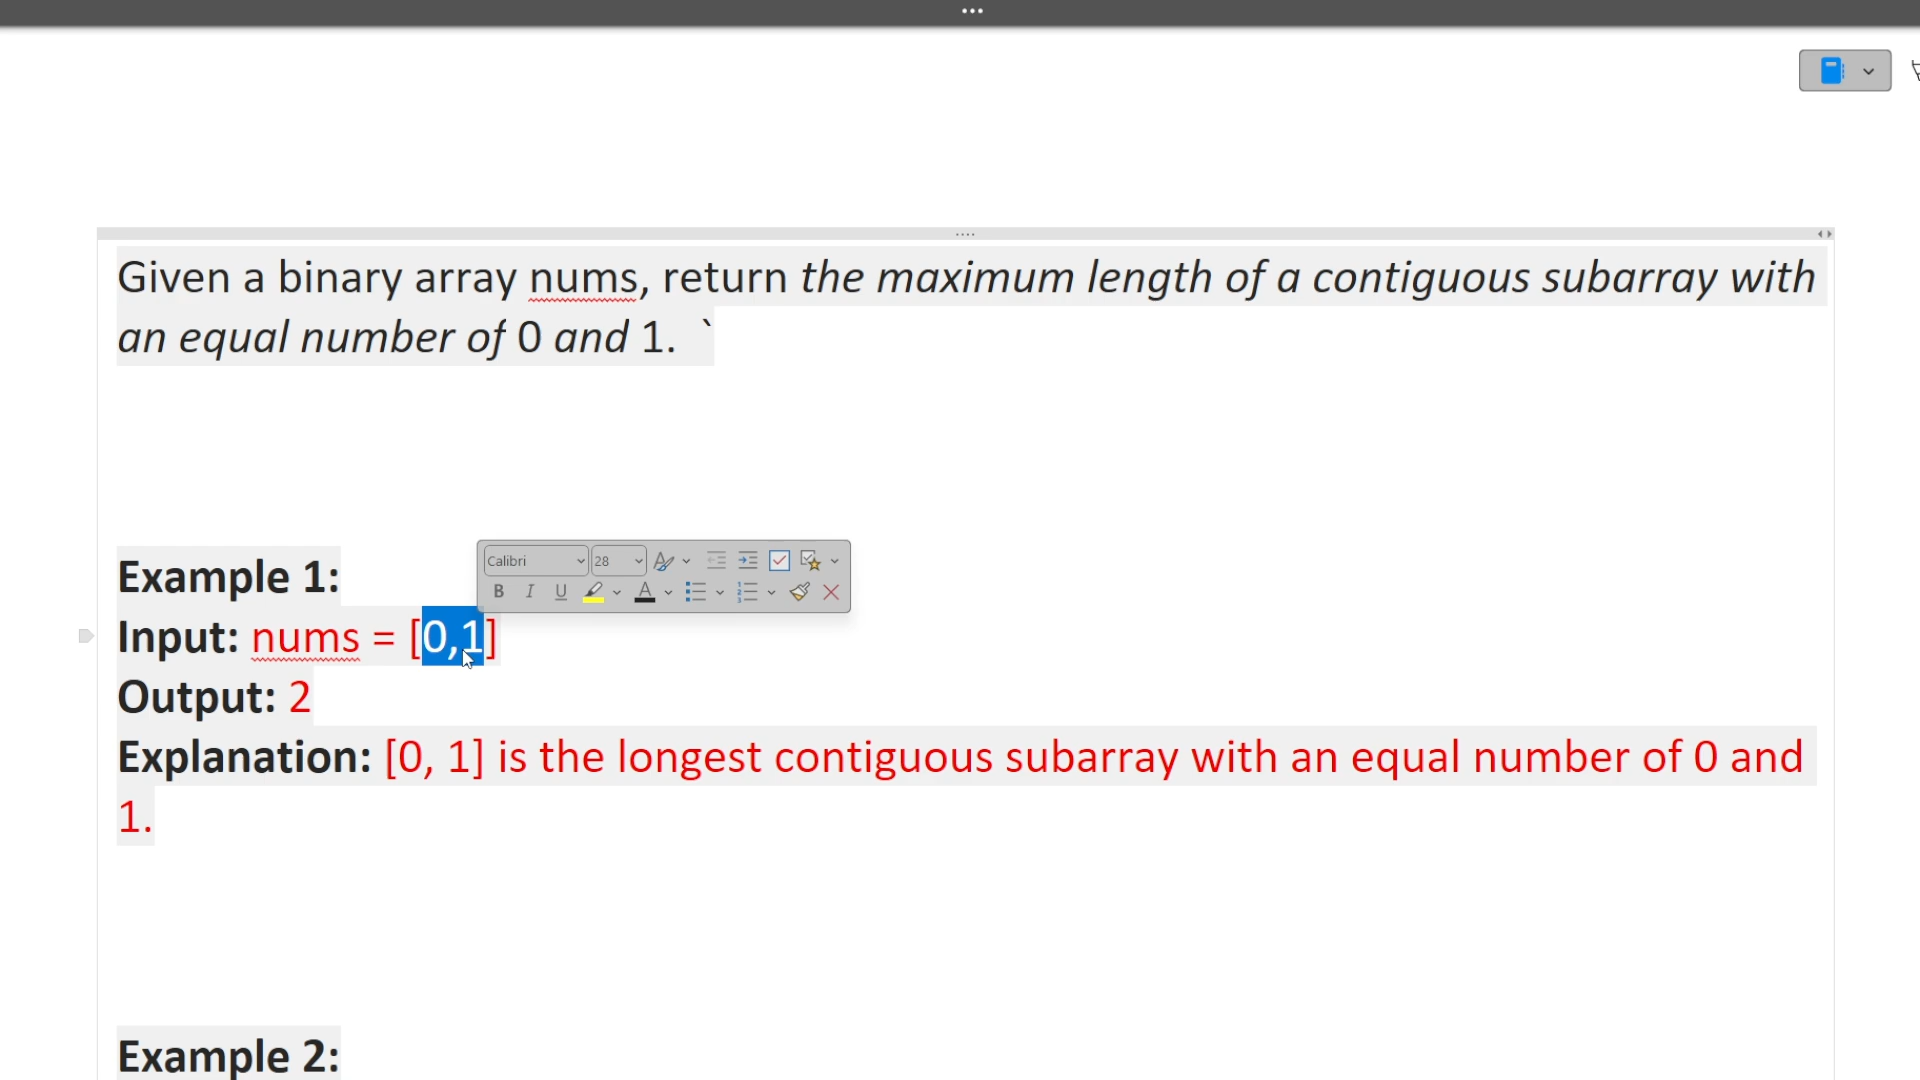 Given a binary array nums, return the maximum length of a contiguous subarray with
an equal number of 0 and 1. `
Example 1:
Calibri 28
B I U A
Input: nums = [0,1]
Output: 2
Explanation: [0, 1] is the longest contiguous subarray with an equal number of 0 and
1.
Example 2: